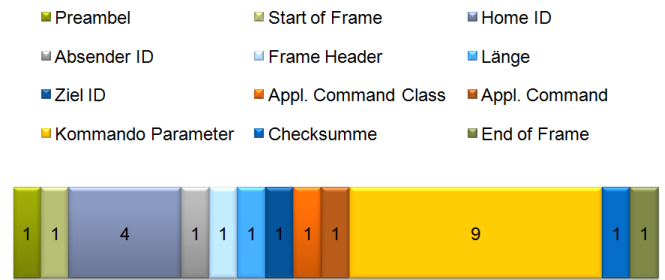 Preambel Start of Frame Home ID
Absender ID Frame Header Länge
Ziel ID Appl. Command Class Appl. Command
Kommando Parameter Checksumme End of Frame
1 1 4 1 1 1 1 1 1 9 1 1